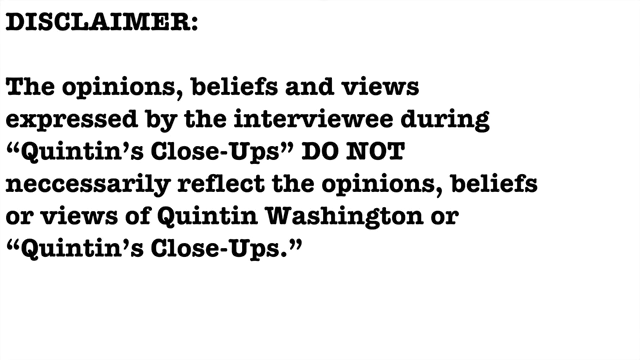 DISCLAIMER:
The opinions, beliefs and views
expressed by the interviewee during
“Quintin’s Close-Ups” DO NOT
neccessarily reflect the opinions, beliefs
or views of Quintin Washington or
“Quintin’s Close-Ups.”